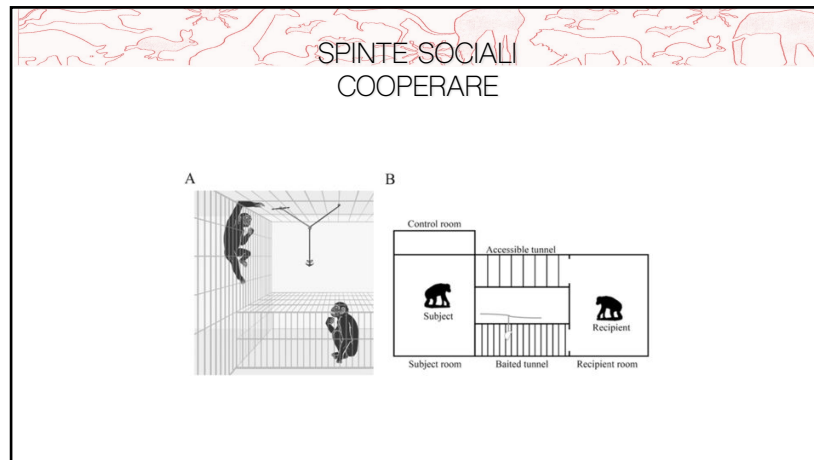 SPINTE SOCIALI
COOPERARE
A
B
Control room
Accessible tunnel
Subject
Recipient
Subject room
Baited tunnel
Recipient room